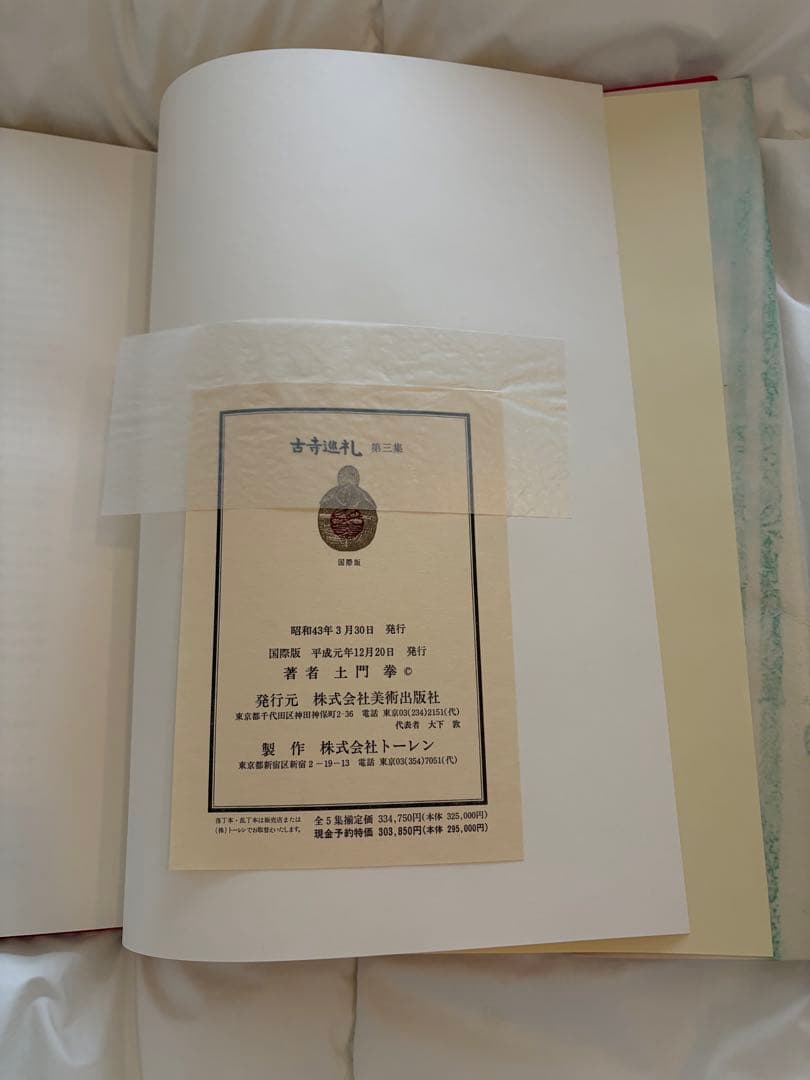 古寺巡礼 第三集
国際版
昭和43年3月30日 発行
国際版 平成元年12月20日 発行
著者 土門拳©
発行元 株式会社美術出版社
東京都千代田区神田神保町2-36 電話 東京03(234)2151(代)
代表者 大下 敦
製作 株式会社トーレン
東京都新宿区新宿2-19-13 電話 東京03(354)7051(代)
落丁本・乱丁本は販売店または
(株)トーレンでお取替えいたします。
全5集揃定価 334,750円(本体 325,000円)
現金予約特価 303,850円(本体 295,000円)